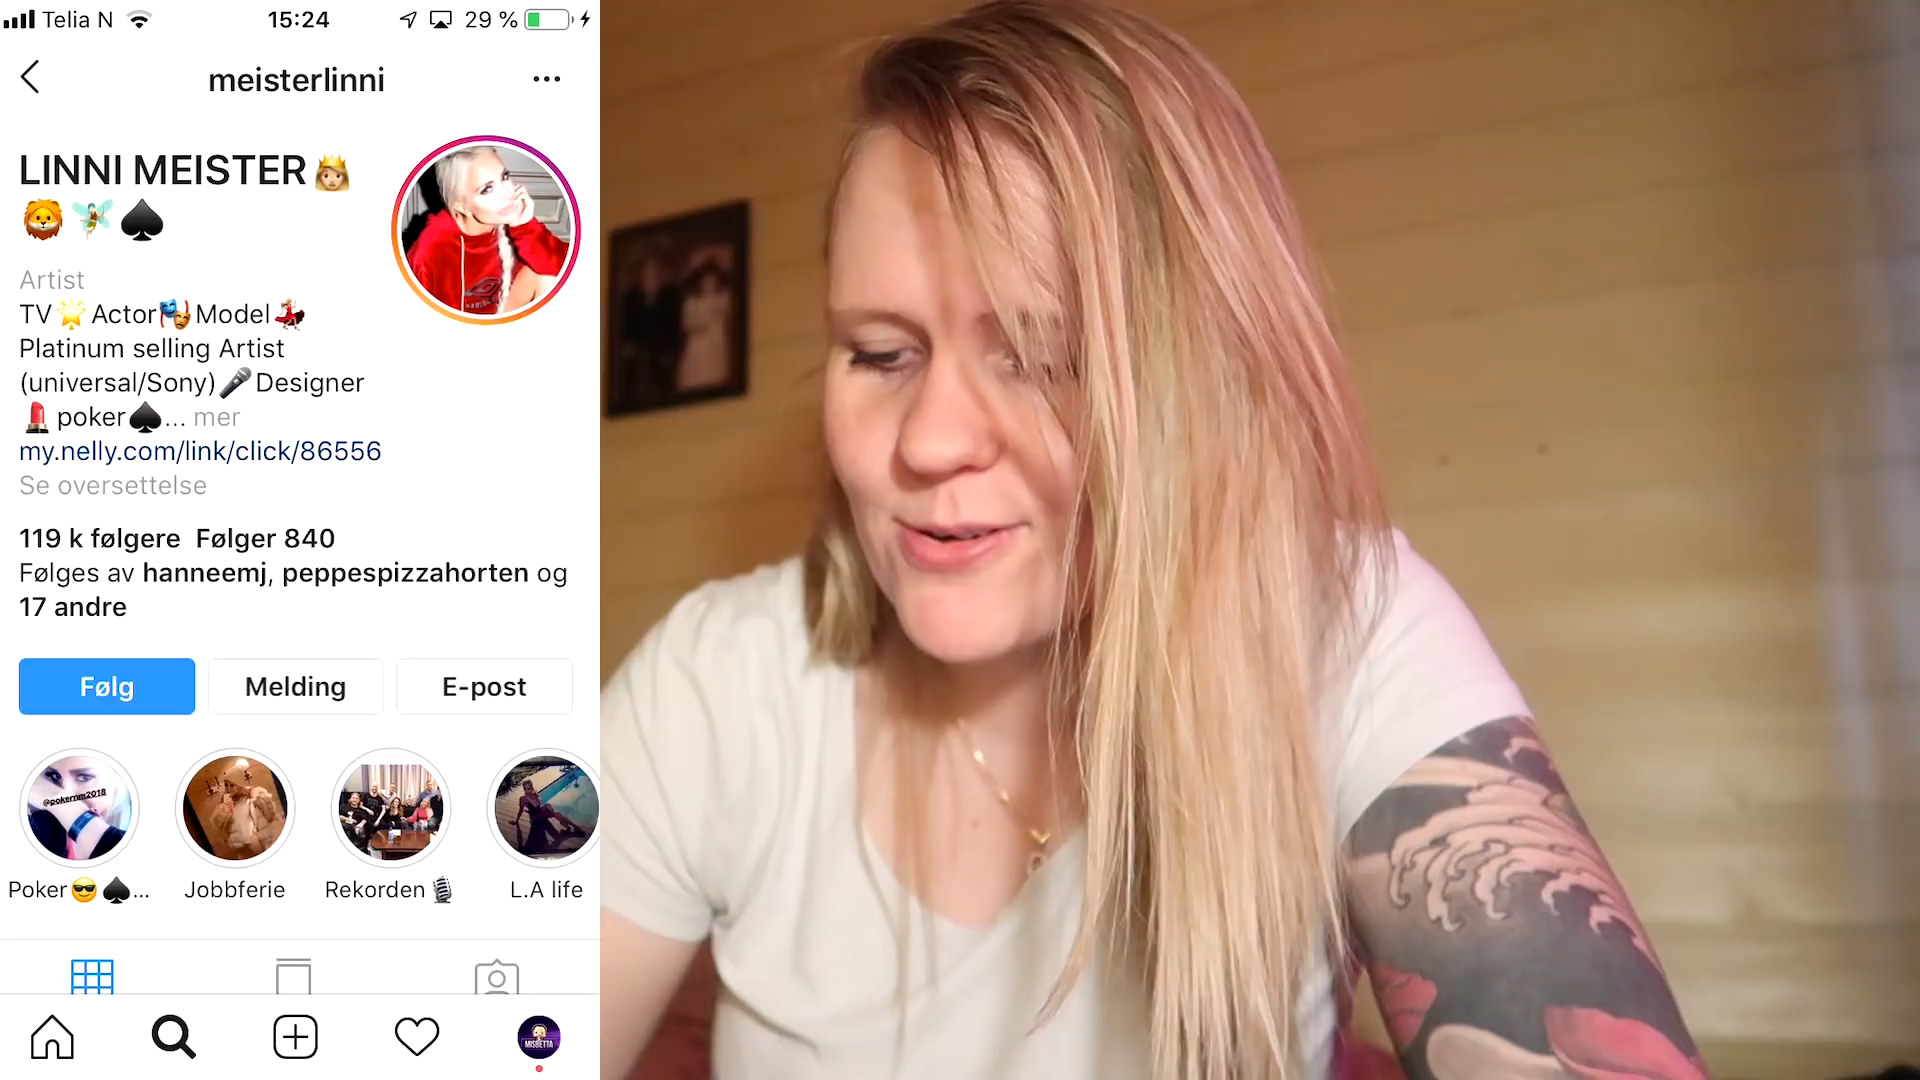 Telia N 15:24 29 %
meisterlinni
LINNI MEISTER
Artist
TV Actor Model
Platinum selling Artist
(universal/Sony) Designer
poker ... mer
my.nelly.com/link/click/86556
Se oversettelse
119 k følgere Følger 840
Følges av hanneemj, peppespizzahorten og
17 andre
Følg Melding E-post
@pokernm2018
Poker ... Jobbferie Rekorden L.A life
MISBETTA